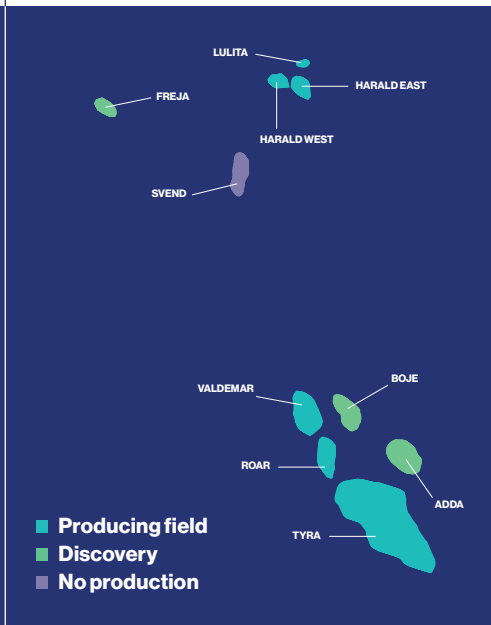 LULITA
HARALD EAST
FREJA
HARALD WEST
SVEND
BOJE
VALDEMAR
ROAR
ADDA
TYRA
Producing field
Discovery
No production